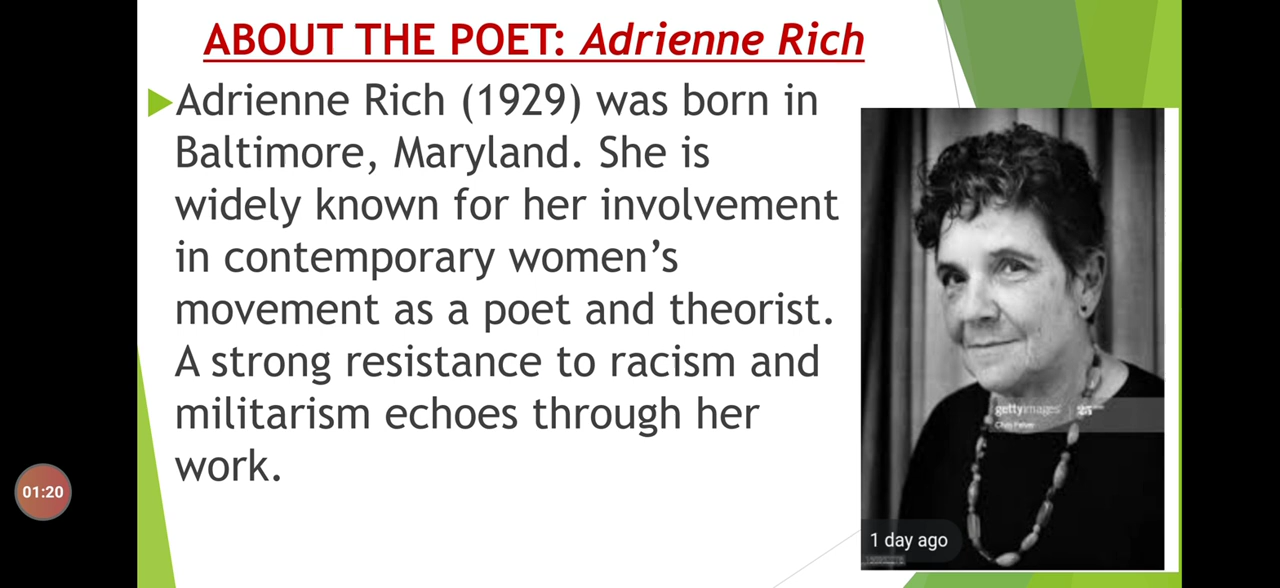 ABOUT THE POET: Adrienne Rich
Adrienne Rich (1929) was born in
Baltimore, Maryland. She is
widely known for her involvement
in contemporary women’s
movement as a poet and theorist.
A strong resistance to racism and
militarism echoes through her
work.
gettyimages
01:20
1 day ago